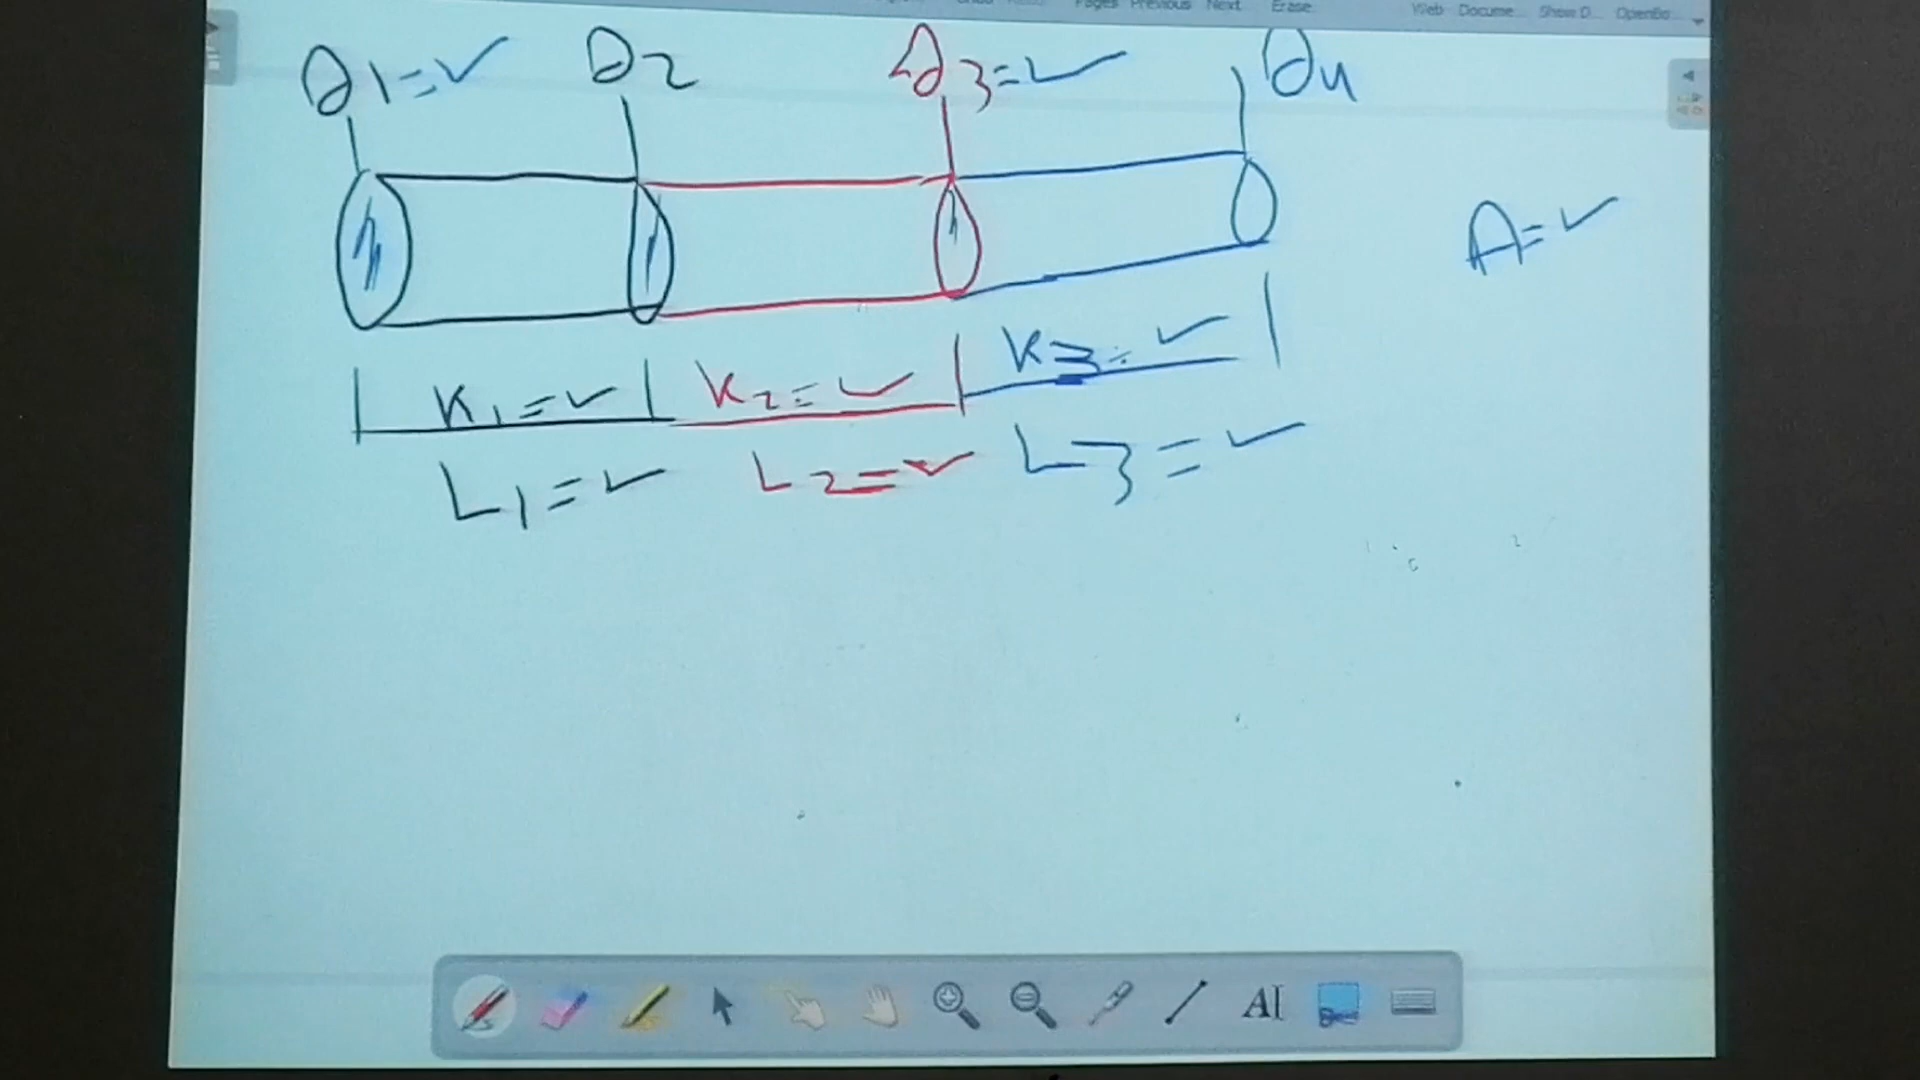 Pages Previous Next Erase Web Docume... Show D... OpenBo...
θ1=✓ θ2 θ3=✓ θ4
A=✓
K1=✓ K2=✓ K3=✓
L1=✓ L2=✓ L3=✓
AI